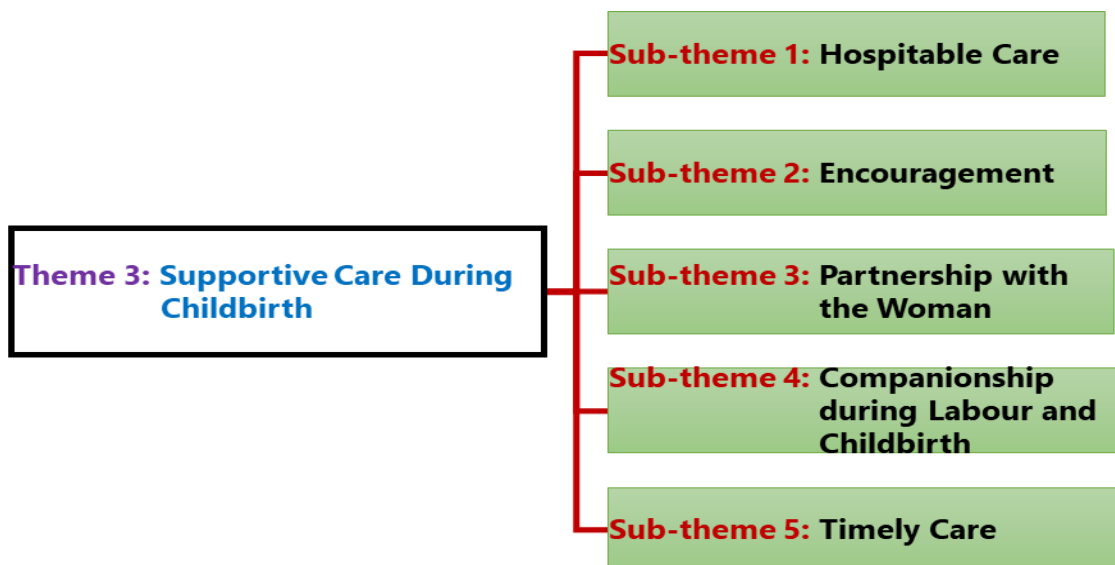 Theme 3: Supportive Care During
Childbirth
Sub-theme 1: Hospitable Care
Sub-theme 2: Encouragement
Sub-theme 3: Partnership with
the Woman
Sub-theme 4: Companionship
during Labour and
Childbirth
Sub-theme 5: Timely Care